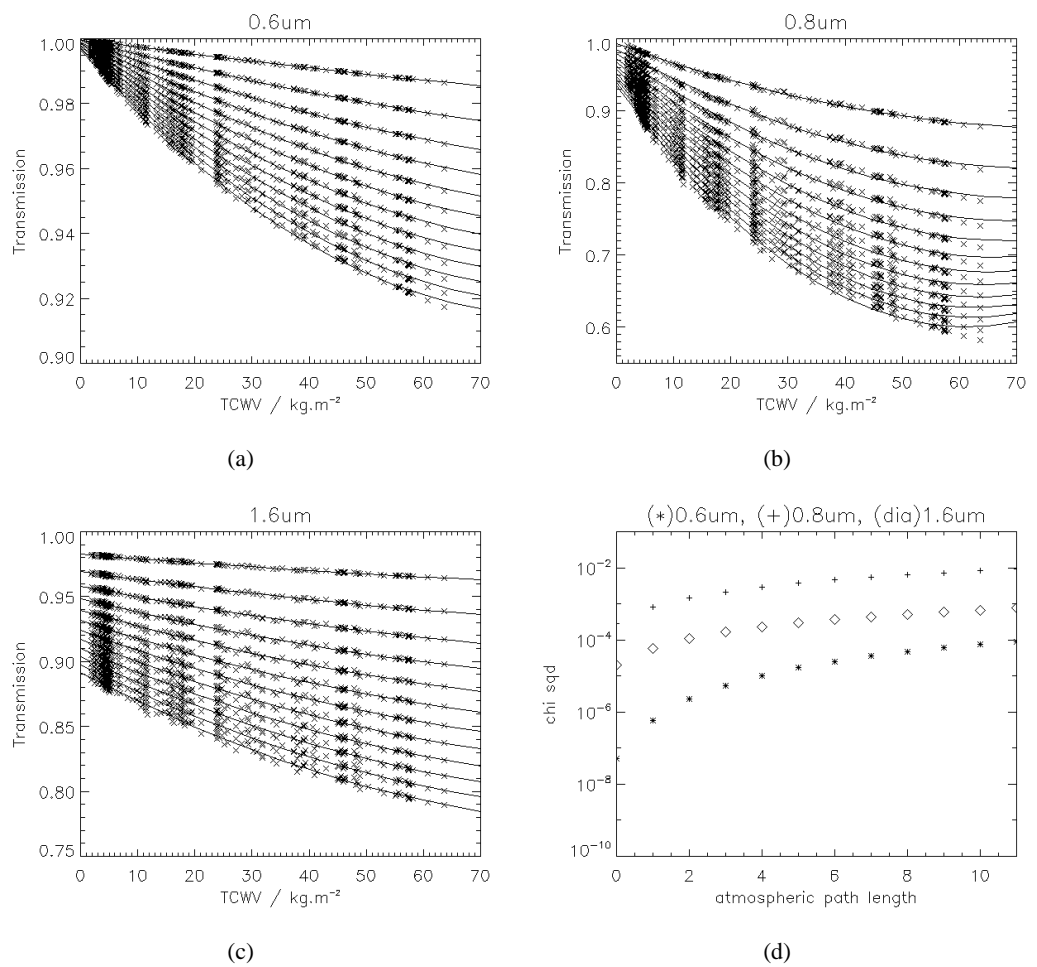 0.6um
1.00
0.98
0.96
0.94
0.92
0.90
Transmission
0 10 20 30 40 50 60 70
TCWV / kg.m⁻²
(a)
0.8um
1.0
0.9
0.8
0.7
0.6
Transmission
0 10 20 30 40 50 60 70
TCWV / kg.m⁻²
(b)
1.6um
1.00
0.95
0.90
0.85
0.80
0.75
Transmission
0 10 20 30 40 50 60 70
TCWV / kg.m⁻²
(c)
(*)0.6um, (+)0.8um, (dia)1.6um
10⁻²
10⁻⁴
10⁻⁶
10⁻⁸
10⁻¹⁰
chi sqd
0 2 4 6 8 10
atmospheric path length
(d)